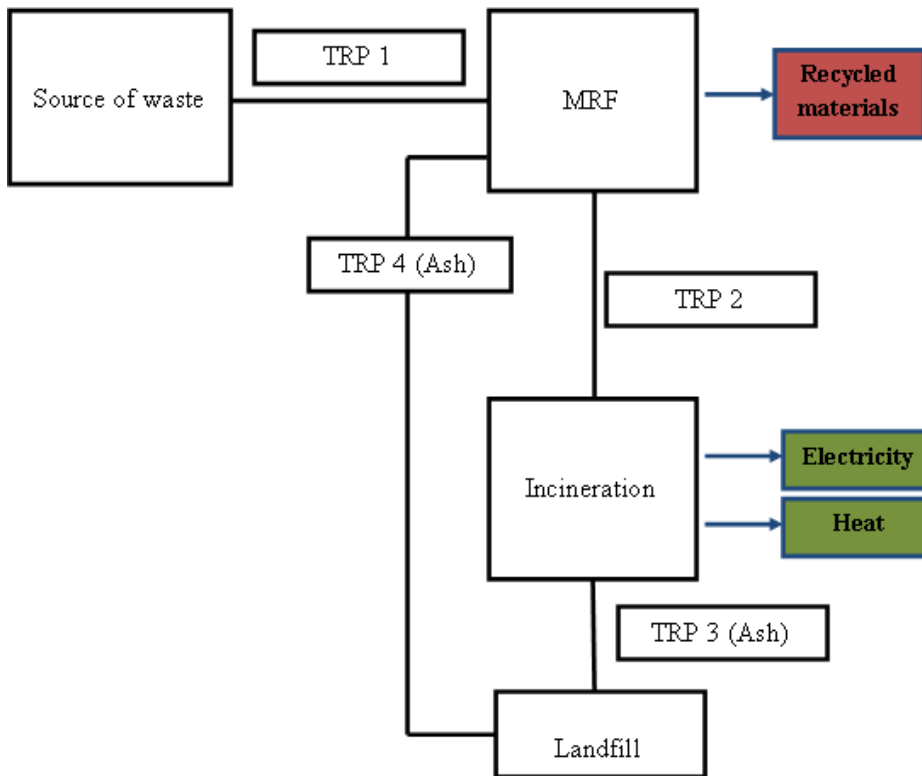 TRP 1
Source of waste
MRF
Recycled
materials
TRP 4 (Ash)
TRP 2
Incineration
Electricity
Heat
TRP 3 (Ash)
Landfill